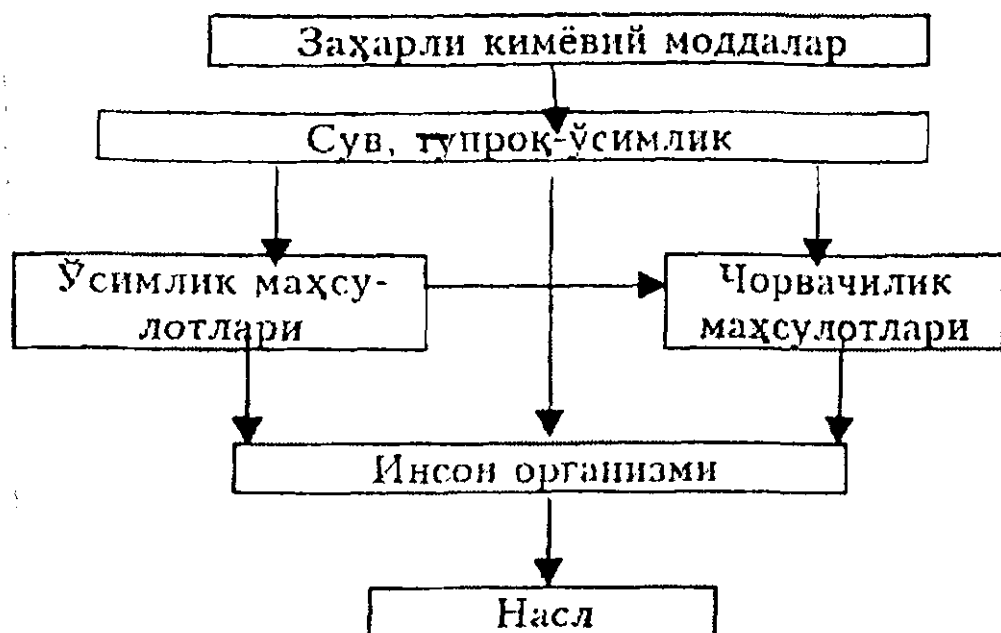 Заҳарли кимёвий моддалар
Сув, тупроқ-ўсимлик
Ўсимлик маҳсу-
лотлари
Чорвачилик
маҳсулотлари
Инсон организми
Насл